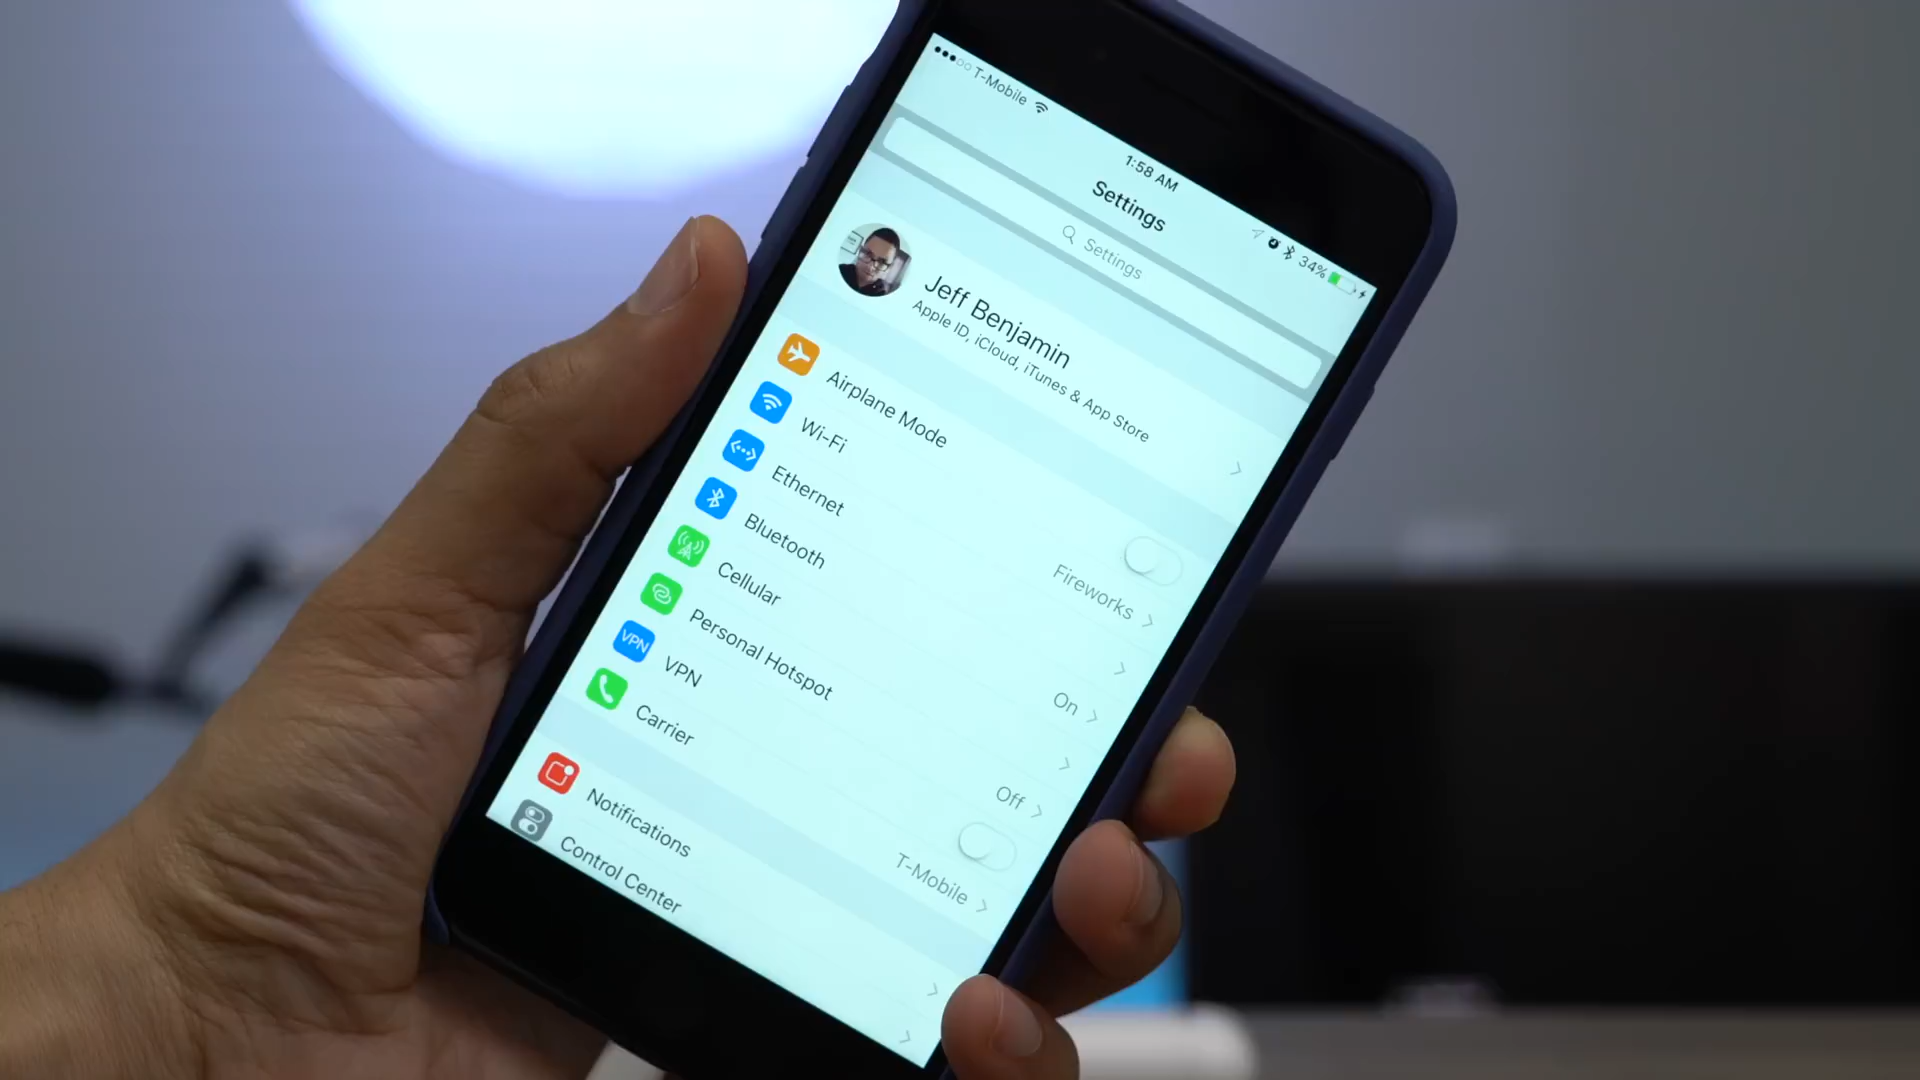 T-Mobile
1:58 AM
34%
Settings
Settings
Jeff Benjamin
Apple ID, iCloud, iTunes & App Store
Airplane Mode
Wi-Fi Fireworks
Ethernet
Bluetooth On
Cellular
Personal Hotspot Off
VPN VPN
Carrier T-Mobile
Notifications
Control Center